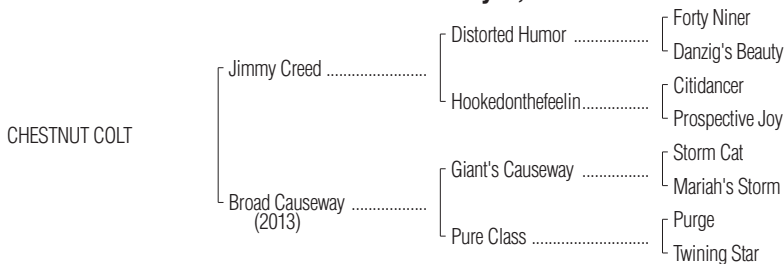 Forty Niner
Distorted Humor ..................
Danzig's Beauty
Jimmy Creed ........................
Citidancer
Hookedonthefeelin................
Prospective Joy
CHESTNUT COLT
Storm Cat
Giant's Causeway ................
Mariah's Storm
Broad Causeway ..................
(2013)
Purge
Pure Class ............................
Twining Star